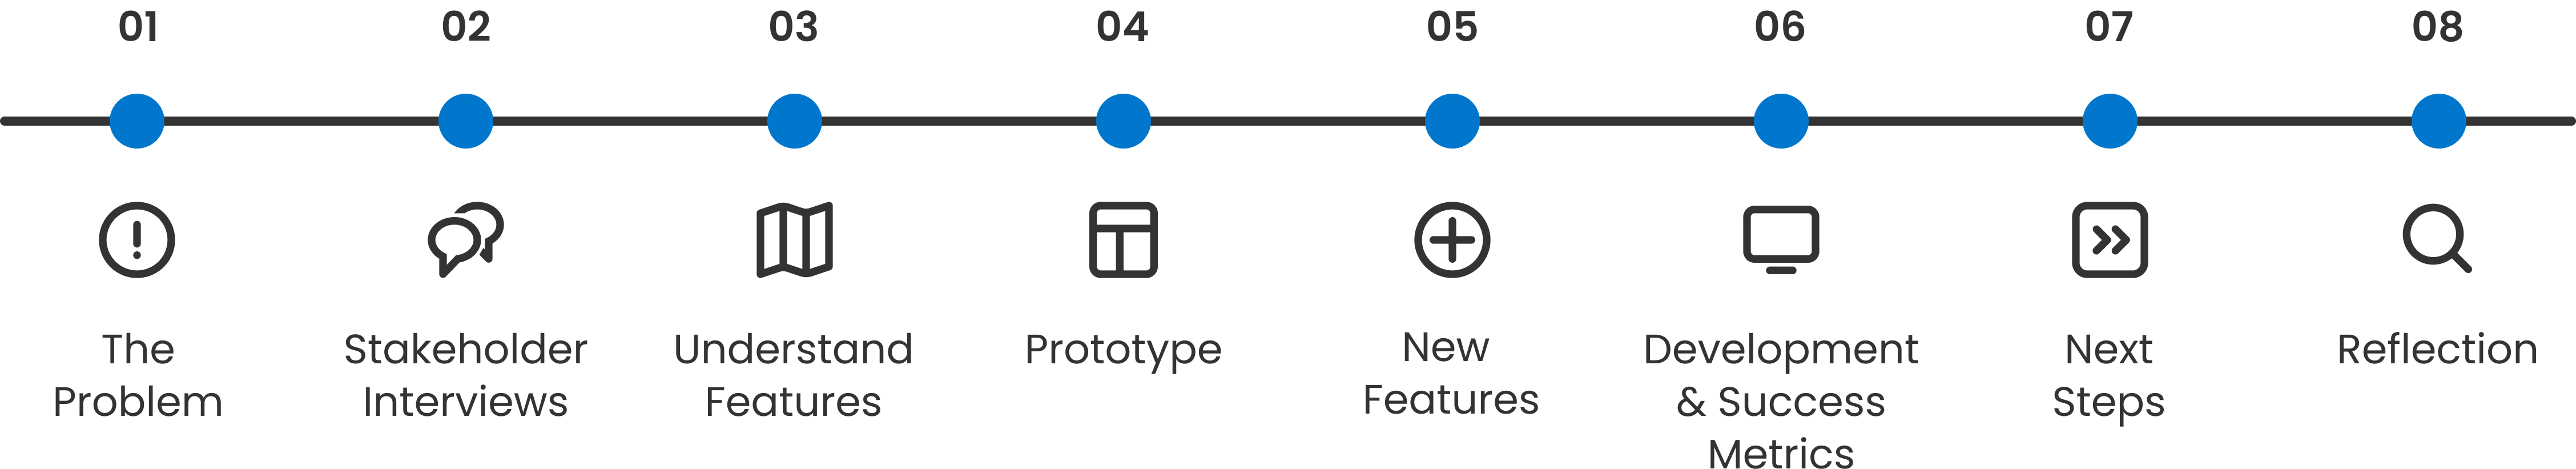 01
02
03
04
05
06
07
08
The
Problem
Stakeholder
Interviews
Understand
Features
Prototype
New
Features
Development
& Success
Metrics
Next
Steps
Reflection